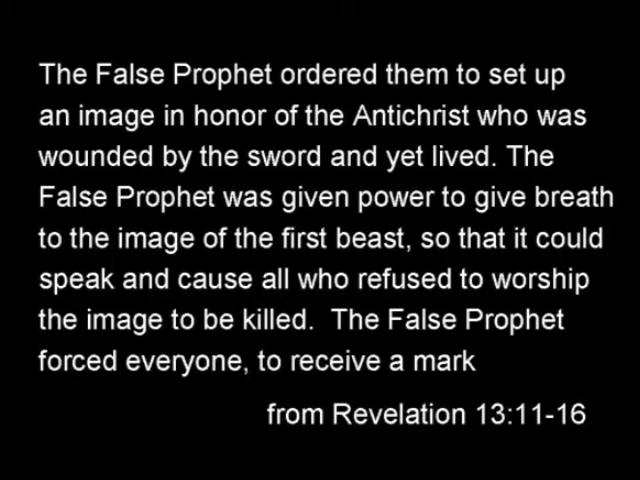 The False Prophet ordered them to set up
an image in honor of the Antichrist who was
wounded by the sword and yet lived. The
False Prophet was given power to give breath
to the image of the first beast, so that it could
speak and cause all who refused to worship
the image to be killed.  The False Prophet
forced everyone, to receive a mark
from Revelation 13:11-16